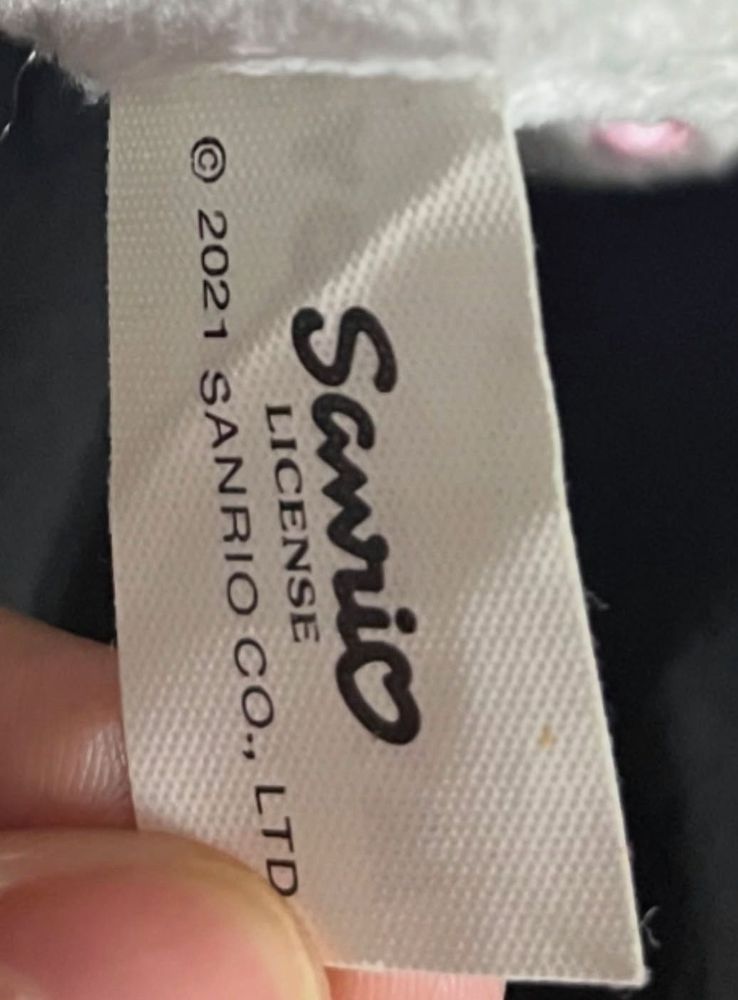 Sanrio
LICENSE
© 2021 SANRIO CO., LTD